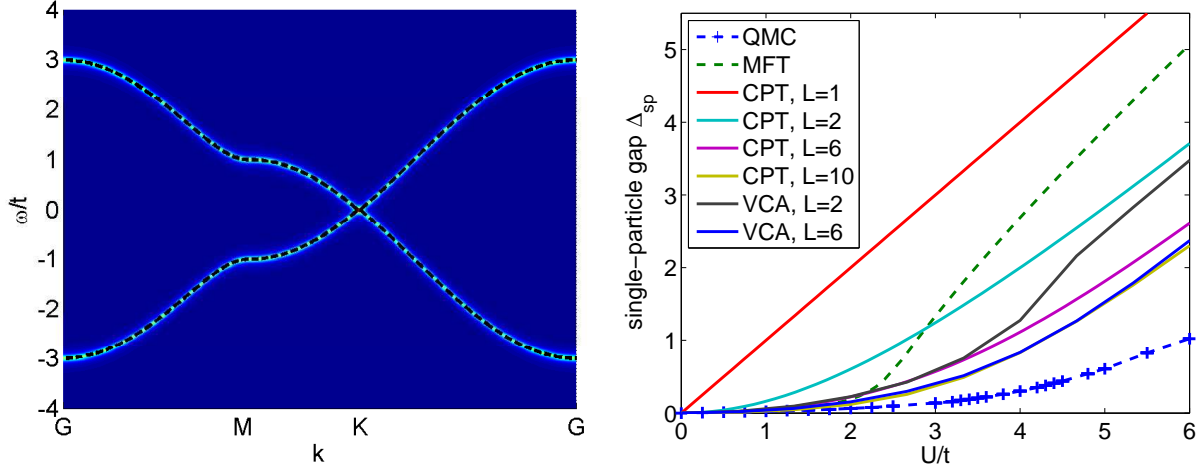 4
3
2
1
0
-1
-2
-3
-4
ω/t
G
M
K
G
k
5
4
3
2
1
0
single−particle gap Δsp
QMC
MFT
CPT, L=1
CPT, L=2
CPT, L=6
CPT, L=10
VCA, L=2
VCA, L=6
0
1
2
3
4
5
6
U/t